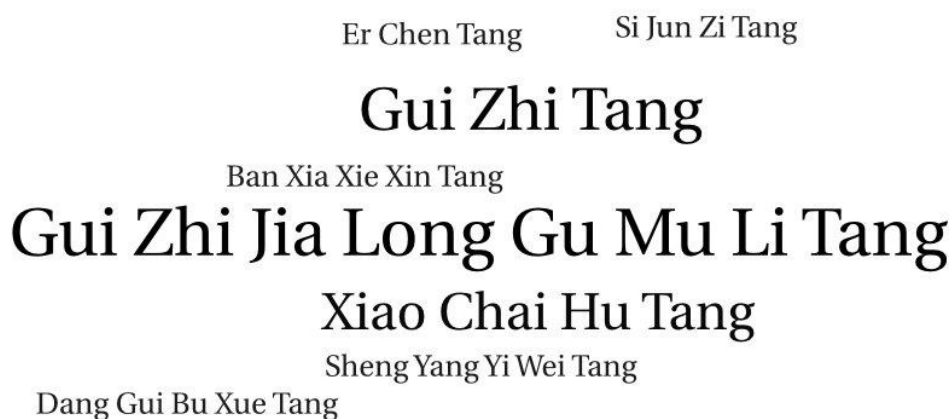 Er Chen Tang
Si Jun Zi Tang
Gui Zhi Tang
Ban Xia Xie Xin Tang
Gui Zhi Jia Long Gu Mu Li Tang
Xiao Chai Hu Tang
Sheng Yang Yi Wei Tang
Dang Gui Bu Xue Tang